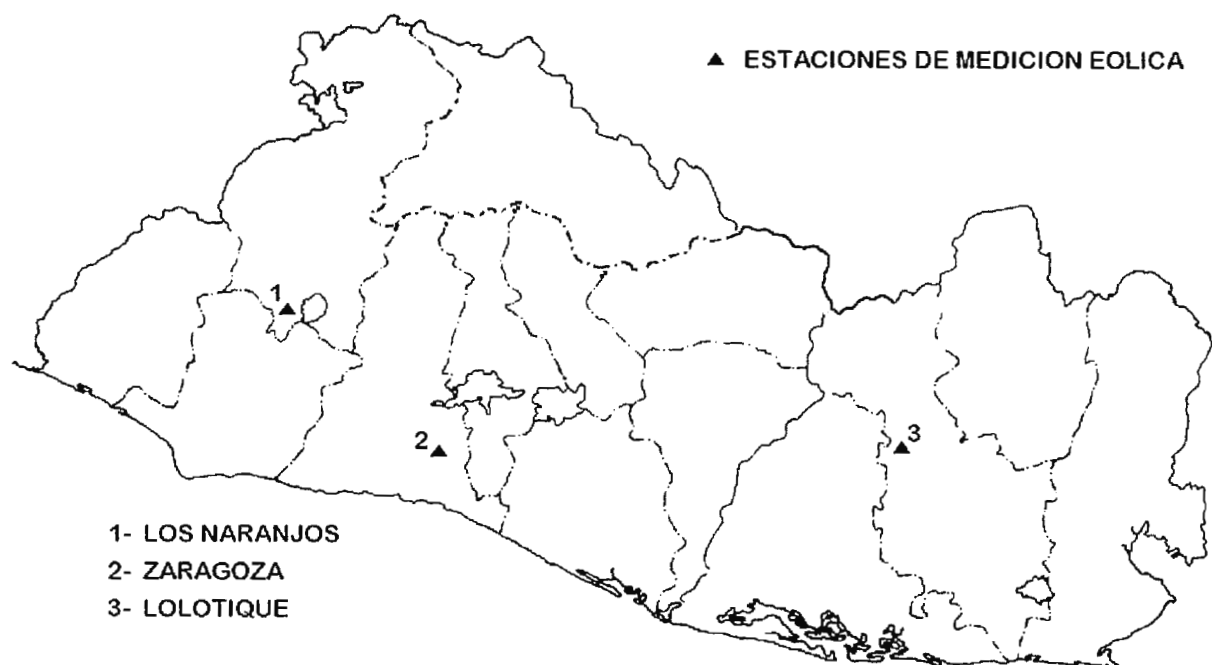 ▲ ESTACIONES DE MEDICION EOLICA
1
2
3
1- LOS NARANJOS
2- ZARAGOZA
3- LOLOTIQUE